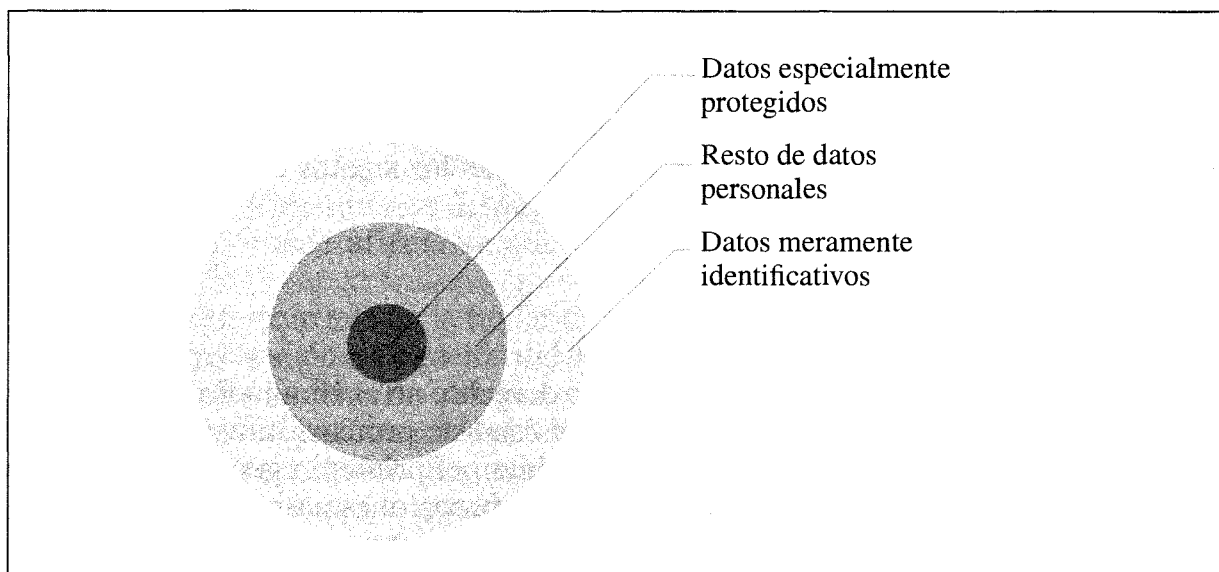 Datos especialmente
protegidos
Resto de datos
personales
Datos meramente
identificativos